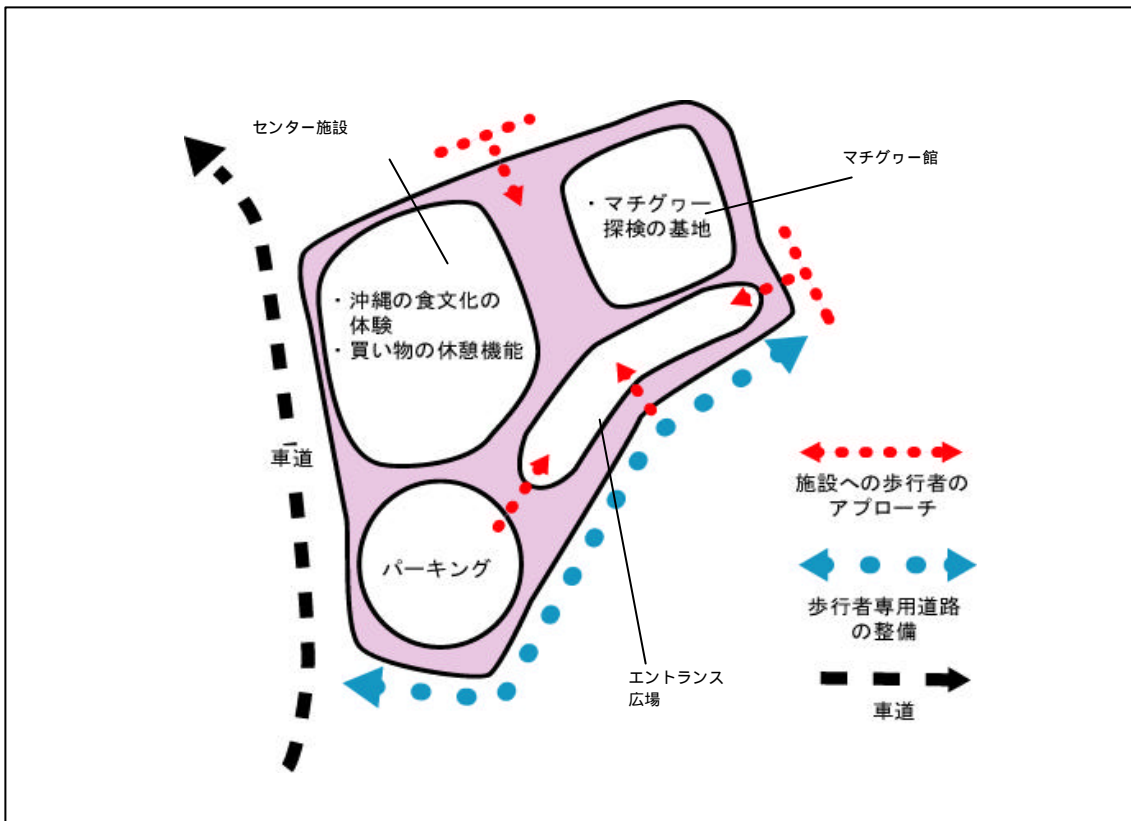 センター施設
マチグヮー館
・マチグヮー
探検の基地
・沖縄の食文化の
体験
・買い物の休憩機能
車道
パーキング
エントランス
広場
施設への歩行者の
アプローチ
歩行者専用道路
の整備
車道